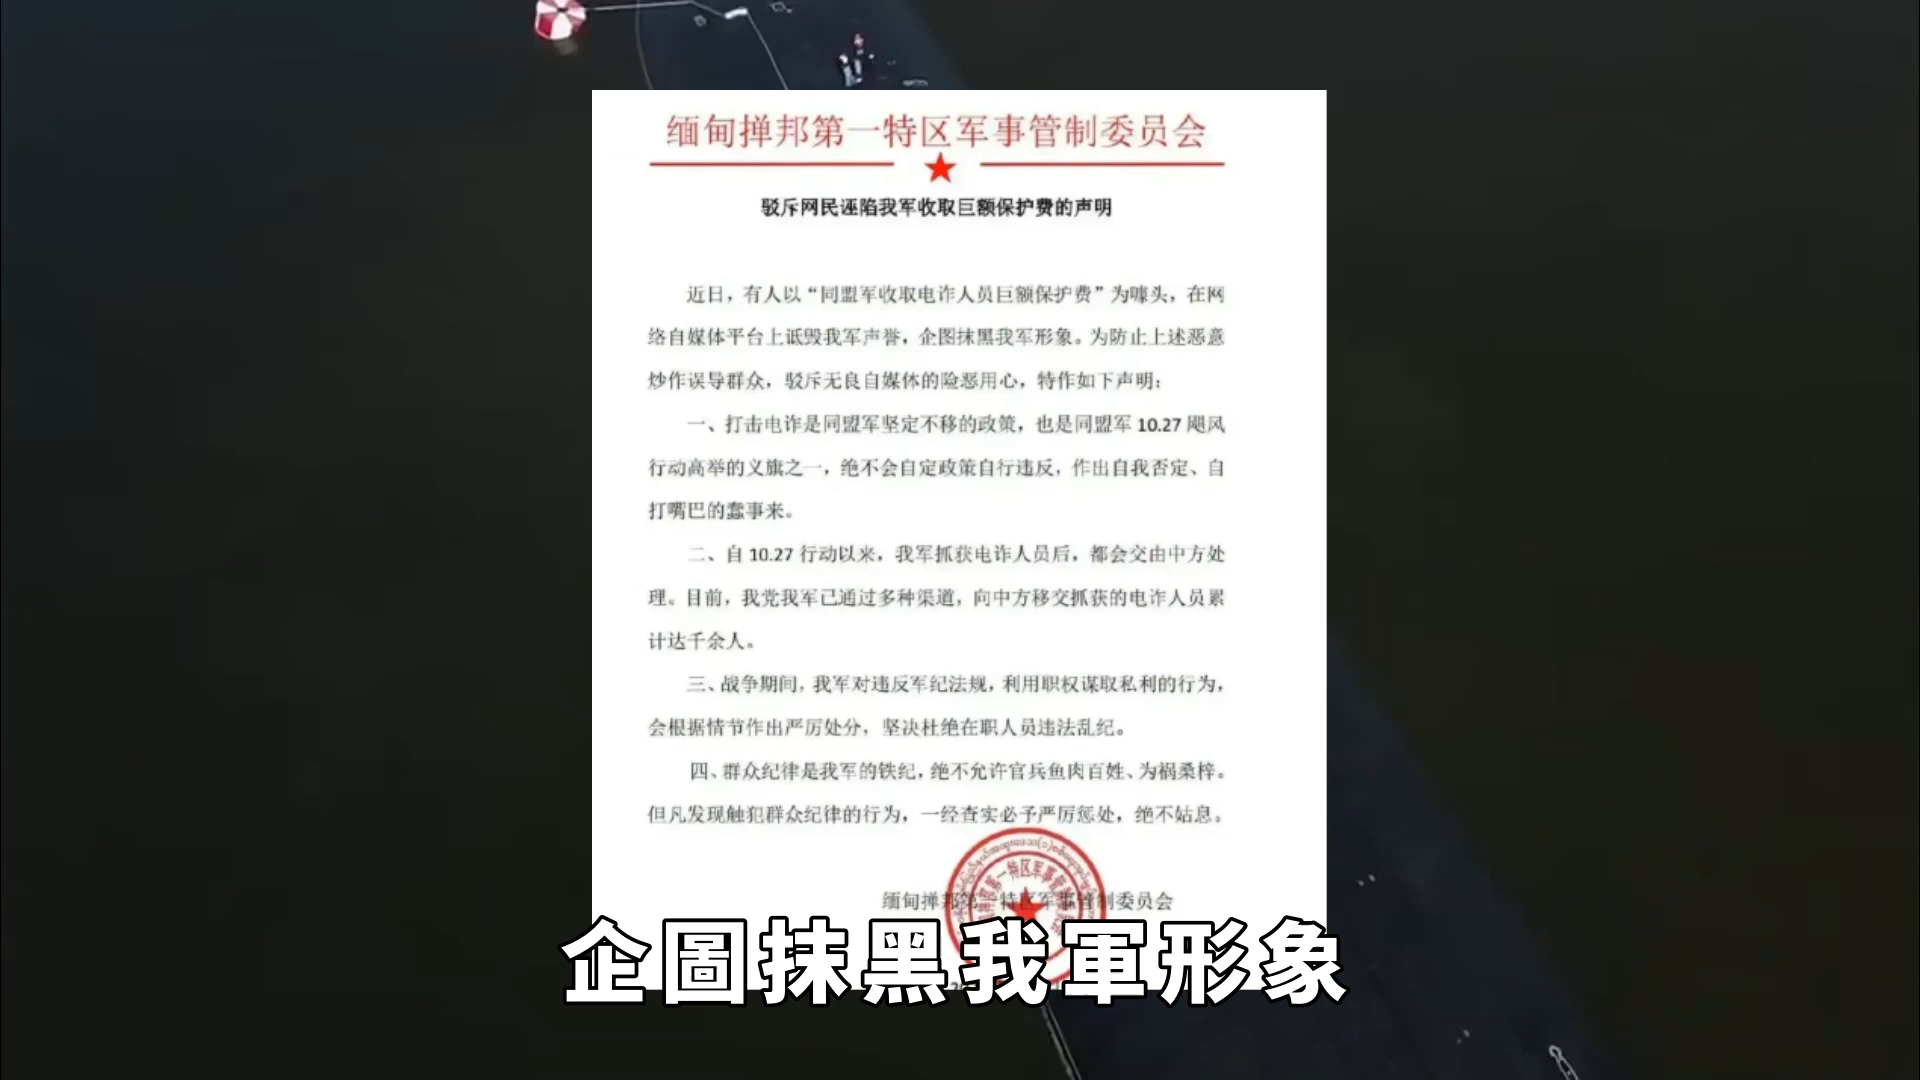 缅甸掸邦第一特区军事管制委员会
驳斥网民诬陷我军收取巨额保护费的声明
近日，有人以“同盟军收取电诈人员巨额保护费”为噱头，在网
络自媒体平台上诋毁我军声誉，企图抹黑我军形象。为防止上述恶意
炒作误导群众，驳斥无良自媒体的险恶用心，特作如下声明：
一、打击电诈是同盟军坚定不移的政策，也是同盟军 10.27 飓风
行动高举的义旗之一，绝不会自定政策自行违反，作出自我否定、自
打嘴巴的蠢事来。
二、自 10.27 行动以来，我军抓获电诈人员后，都会交由中方处
理。目前，我党我军已通过多种渠道，向中方移交抓获的电诈人员累
计达千余人。
三、战争期间，我军对违反军纪法规，利用职权谋取私利的行为，
会根据情节作出严厉处分，坚决杜绝在职人员违法乱纪。
四、群众纪律是我军的铁纪，绝不允许官兵鱼肉百姓、为祸桑梓。
但凡发现触犯群众纪律的行为，一经查实必予严厉惩处，绝不姑息。
缅甸掸邦第一特区军事管制委员会
企圖抹黑我軍形象